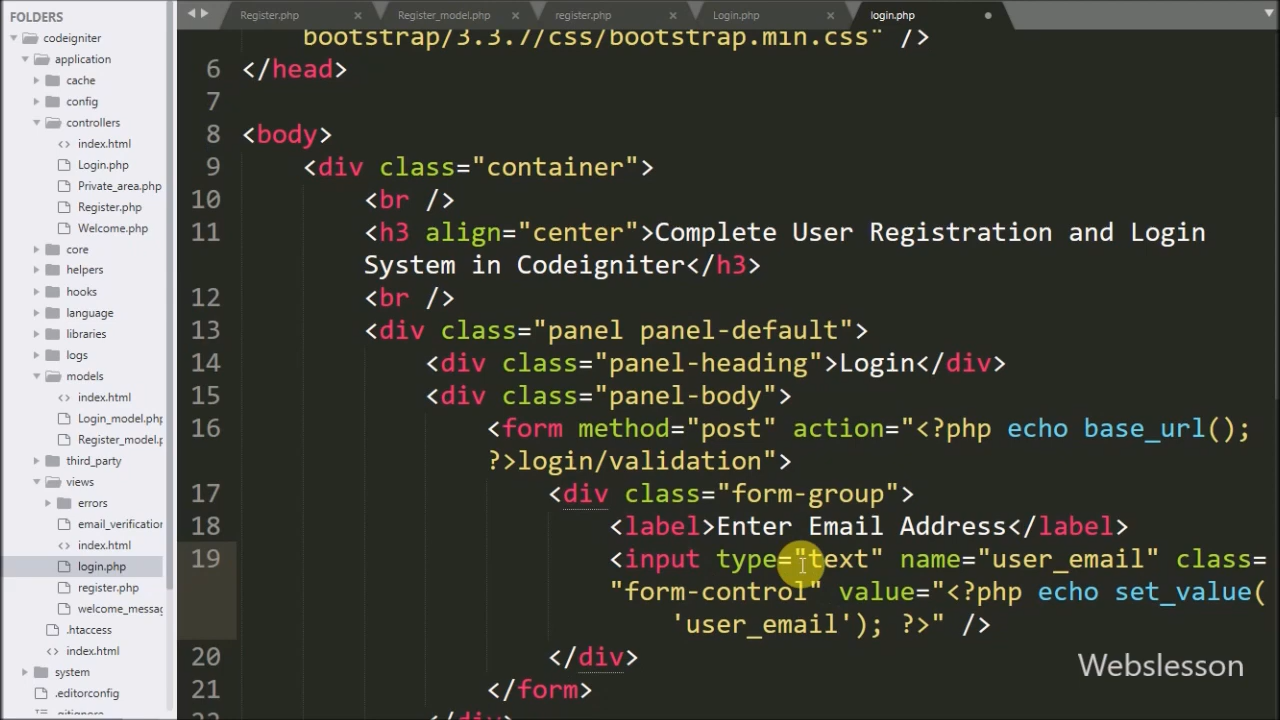 FOLDERS
codeigniter
application
cache
config
controllers
index.html
Login.php
Private_area.php
Register.php
Welcome.php
core
helpers
hooks
language
libraries
logs
models
index.html
Login_model.php
Register_model.p
third_party
views
errors
email_verification
index.html
login.php
register.php
welcome_messag
.htaccess
index.html
system
.editorconfig
.gitignore
Register.php × Register_model.php × register.php × Login.php × login.php
bootstrap/3.3.7/css/bootstrap.min.css" />
6 </head>
7
8 <body>
9 <div class="container">
10 <br />
11 <h3 align="center">Complete User Registration and Login
System in Codeigniter</h3>
12 <br />
13 <div class="panel panel-default">
14 <div class="panel-heading">Login</div>
15 <div class="panel-body">
16 <form method="post" action="<?php echo base_url();
?>login/validation">
17 <div class="form-group">
18 <label>Enter Email Address</label>
19 <input type="text" name="user_email" class=
"form-control" value="<?php echo set_value(
'user_email'); ?>" />
20 </div>
21 </form>
22 </div>
Webslesson